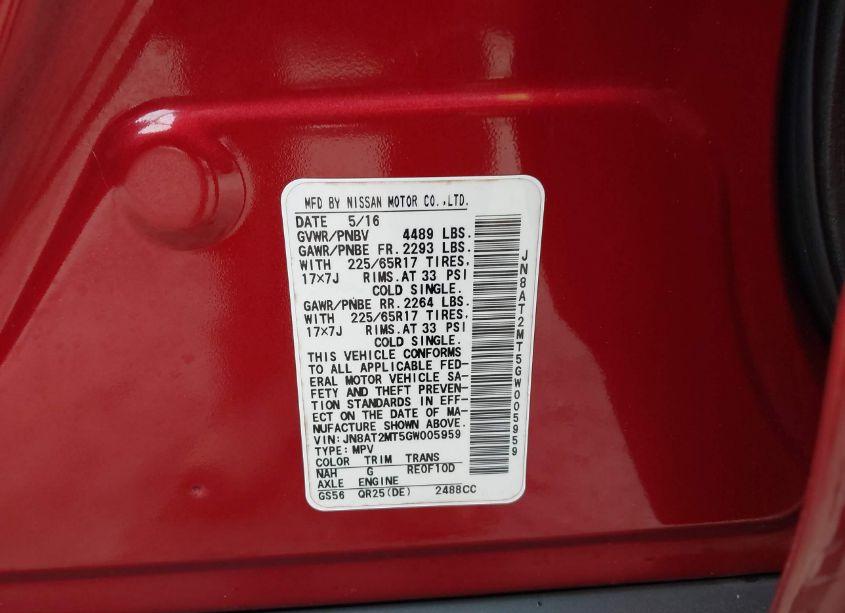 MFD BY NISSAN MOTOR CO.,LTD.
DATE 5/16
GVWR/PNBV 4489 LBS.
GAWR/PNBE FR. 2293 LBS.
WITH 225/65R17 TIRES,
17×7J RIMS.AT 33 PSI
COLD SINGLE.
GAWR/PNBE RR. 2264 LBS.
WITH 225/65R17 TIRES,
17×7J RIMS.AT 33 PSI
COLD SINGLE.
THIS VEHICLE CONFORMS
TO ALL APPLICABLE FED-
ERAL MOTOR VEHICLE SA-
FETY AND THEFT PREVEN-
TION STANDARDS IN EFF-
ECT ON THE DATE OF MA-
NUFACTURE SHOWN ABOVE.
VIN:JN8AT2MT5GW005959
TYPE:MPV
COLOR TRIM TRANS
NAH G RE0F10D
AXLE ENGINE
GS56 QR25(DE) 2488CC
JN8AT2MT5GW005959